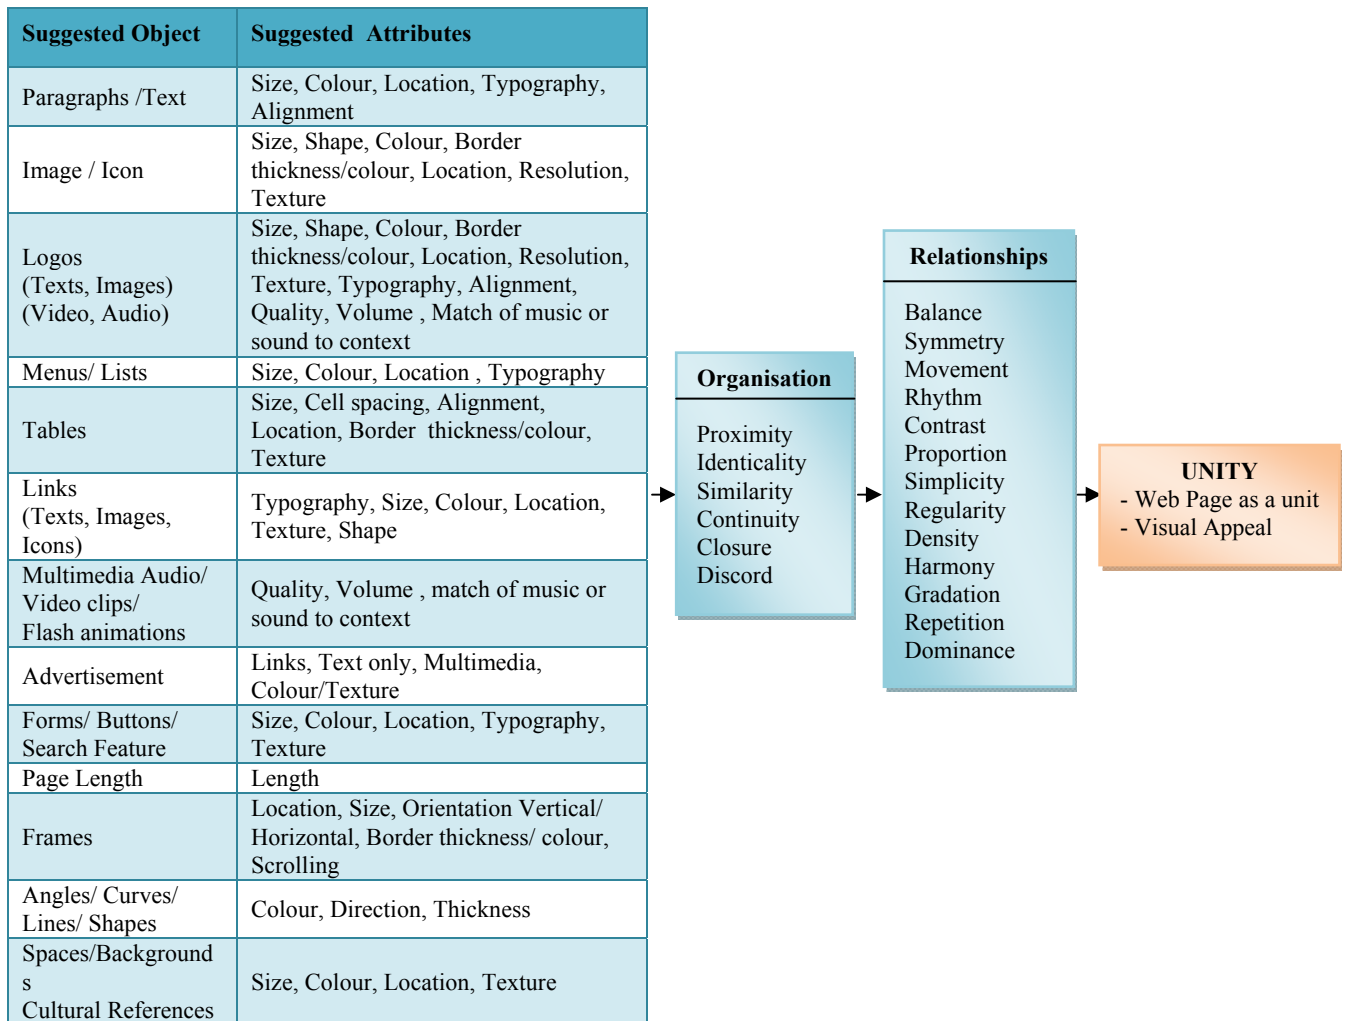 Suggested Object
Suggested Attributes
Paragraphs /Text
Size, Colour, Location, Typography,
Alignment
Image / Icon
Size, Shape, Colour, Border
thickness/colour, Location, Resolution,
Texture
Logos
(Texts, Images)
(Video, Audio)
Size, Shape, Colour, Border
thickness/colour, Location, Resolution,
Texture, Typography, Alignment,
Quality, Volume , Match of music or
sound to context
Menus/ Lists
Size, Colour, Location , Typography
Tables
Size, Cell spacing, Alignment,
Location, Border thickness/colour,
Texture
Links
(Texts, Images,
Icons)
Typography, Size, Colour, Location,
Texture, Shape
Multimedia Audio/
Video clips/
Flash animations
Quality, Volume , match of music or
sound to context
Advertisement
Links, Text only, Multimedia,
Colour/Texture
Forms/ Buttons/
Search Feature
Size, Colour, Location, Typography,
Texture
Page Length
Length
Frames
Location, Size, Orientation Vertical/
Horizontal, Border thickness/ colour,
Scrolling
Angles/ Curves/
Lines/ Shapes
Colour, Direction, Thickness
Spaces/Background
s
Cultural References
Size, Colour, Location, Texture
Organisation
Proximity
Identicality
Similarity
Continuity
Closure
Discord
Relationships
Balance
Symmetry
Movement
Rhythm
Contrast
Proportion
Simplicity
Regularity
Density
Harmony
Gradation
Repetition
Dominance
UNITY
- Web Page as a unit
- Visual Appeal